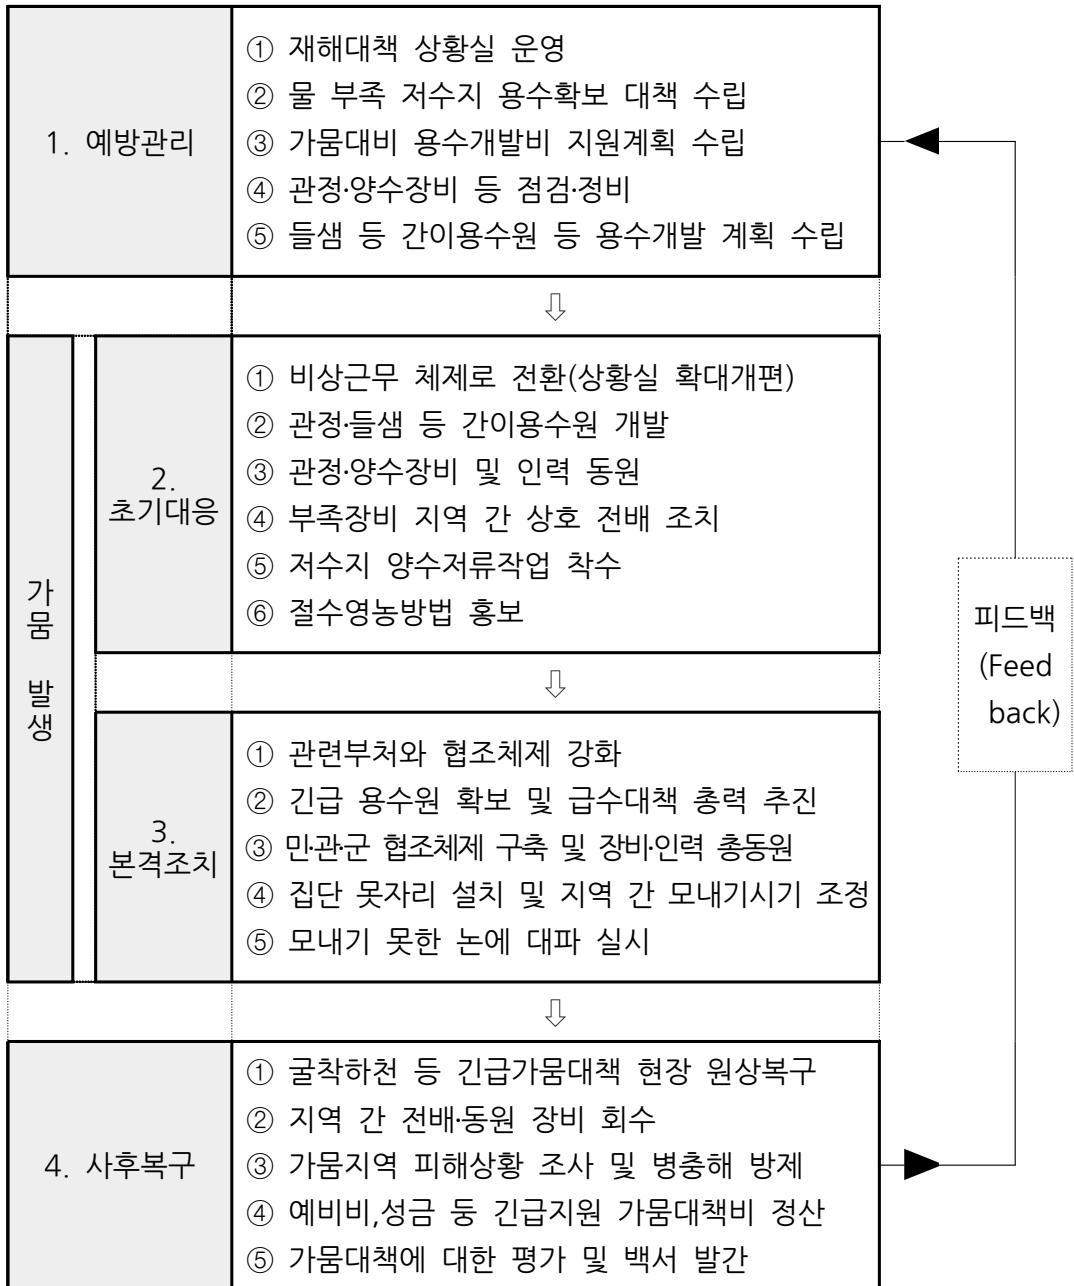 1. 예방관리
① 재해대책 상황실 운영
② 물 부족 저수지 용수확보 대책 수립
③ 가뭄대비 용수개발비 지원계획 수립
④ 관정·양수장비 등 점검·정비
⑤ 들샘 등 간이용수원 등 용수개발 계획 수립
⇩
가뭄 발생
2.
초기대응
① 비상근무 체제로 전환(상황실 확대개편)
② 관정·들샘 등 간이용수원 개발
③ 관정·양수장비 및 인력 동원
④ 부족장비 지역 간 상호 전배 조치
⑤ 저수지 양수저류작업 착수
⑥ 절수영농방법 홍보
⇩
3.
본격조치
① 관련부처와 협조체제 강화
② 긴급 용수원 확보 및 급수대책 총력 추진
③ 민·관·군 협조체제 구축 및 장비·인력 총동원
④ 집단 못자리 설치 및 지역 간 모내기시기 조정
⑤ 모내기 못한 논에 대파 실시
⇩
4. 사후복구
① 굴착하천 등 긴급가뭄대책 현장 원상복구
② 지역 간 전배·동원 장비 회수
③ 가뭄지역 피해상황 조사 및 병충해 방제
④ 예비비,성금 둥 긴급지원 가뭄대책비 정산
⑤ 가뭄대책에 대한 평가 및 백서 발간
피드백
(Feed
back)